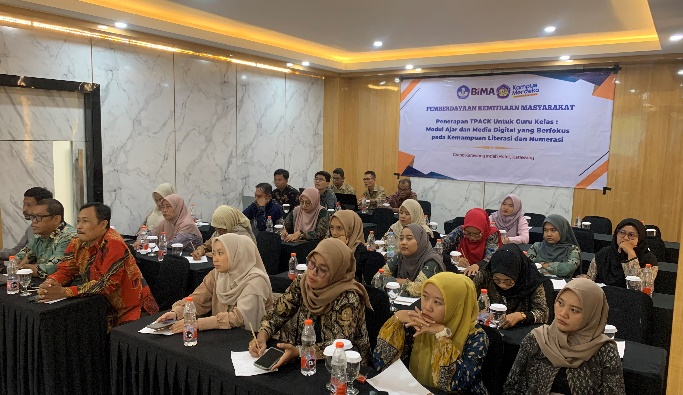 BiMA
Kampus
Merdeka
PEMBERDAYAAN KEMITRAAN MASYARAKAT
Penerapan TPACK Untuk Guru Kelas :
Modul Ajar dan Media Digital yang Berfokus
pada Kemampuan Literasi dan Numerasi